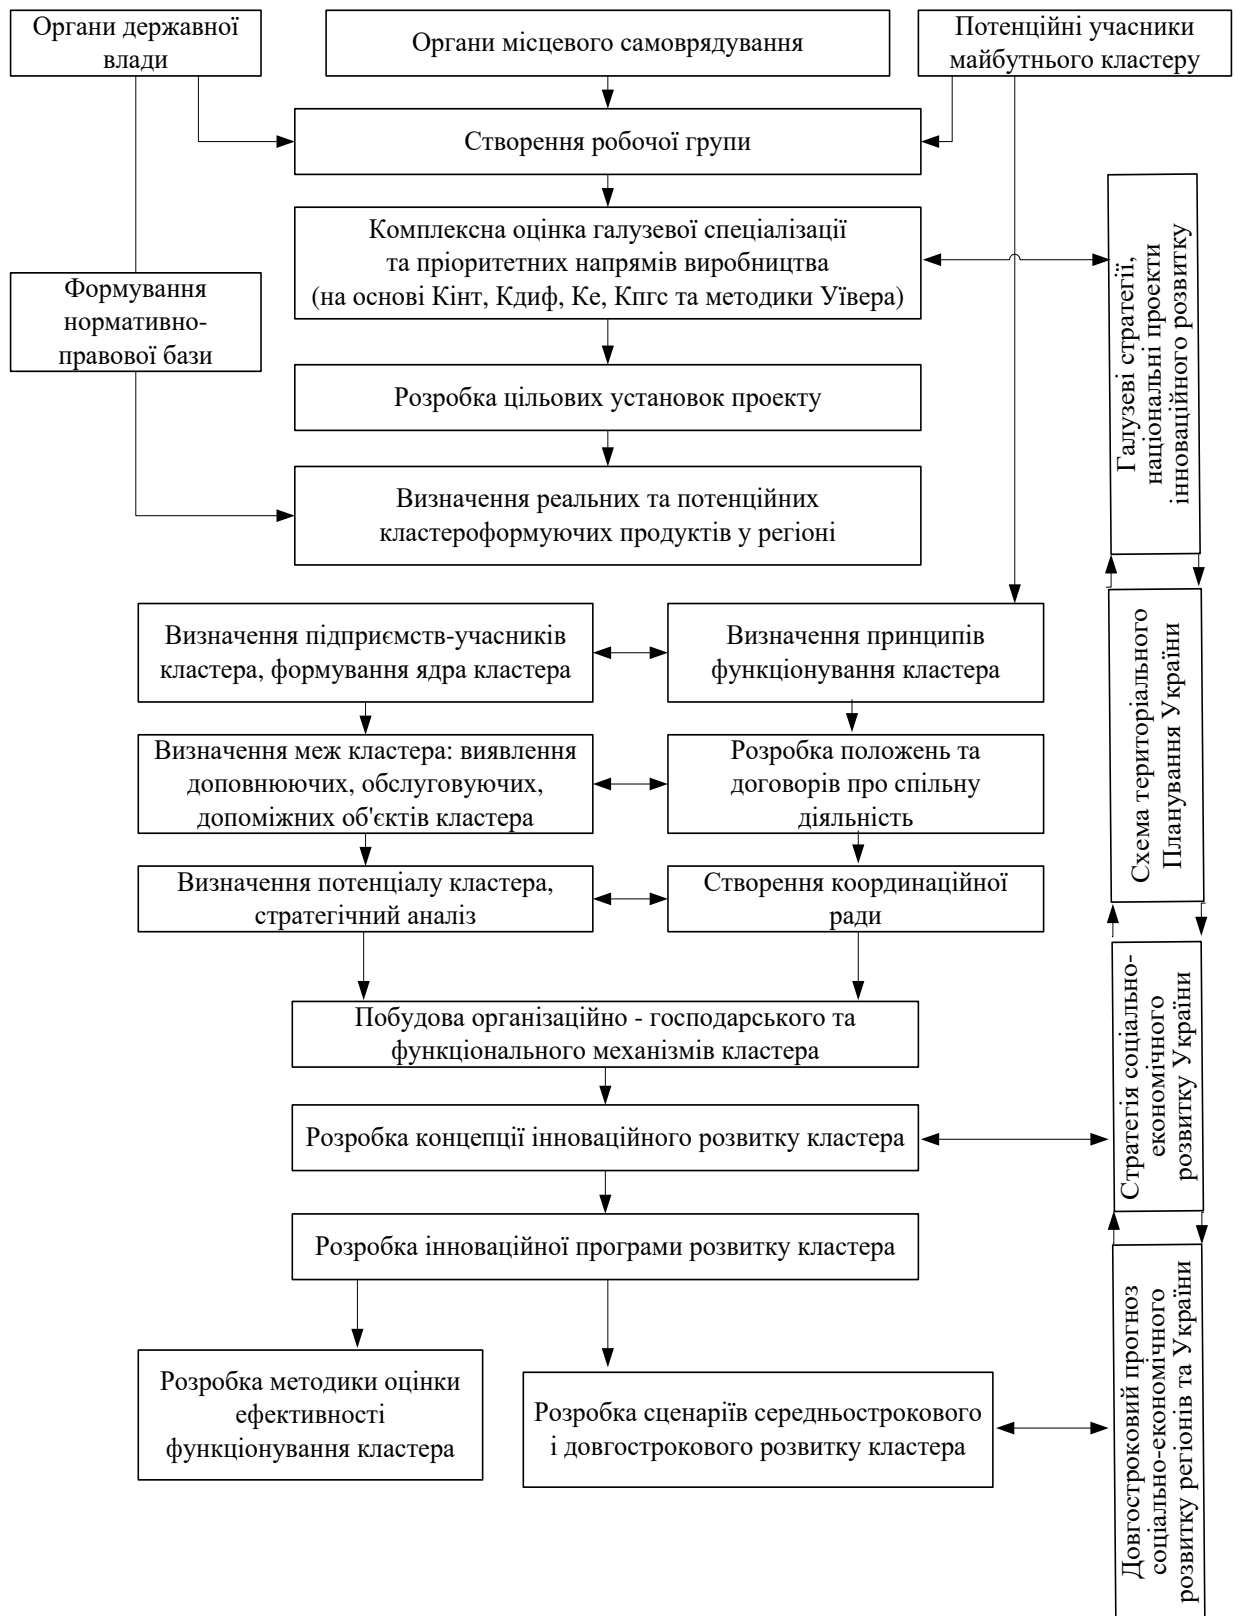 Органи державної
влади
Органи місцевого самоврядування
Потенційні учасники
майбутнього кластеру
Створення робочої групи
Комплексна оцінка галузевої спеціалізації
та пріоритетних напрямів виробництва
(на основі Кінт, Кдиф, Ке, Кпгс та методики Уївера)
Формування
нормативно-
правової бази
Галузеві стратегії,
національні проекти
інноваційного розвитку
Розробка цільових установок проекту
Визначення реальних та потенційних
кластероформуючих продуктів у регіоні
Визначення підприємств-учасників
кластера, формування ядра кластера
Визначення принципів
функціонування кластера
Схема територіального
Планування України
Визначення меж кластера: виявлення
доповнюючих, обслуговуючих,
допоміжних об'єктів кластера
Розробка положень та
договорів про спільну
діяльність
Визначення потенціалу кластера,
стратегічний аналіз
Створення координаційної
ради
Побудова організаційно - господарського та
функціонального механізмів кластера
Стратегія соціально-
економічного
розвитку України
Розробка концепції інноваційного розвитку кластера
Розробка інноваційної програми розвитку кластера
Розробка методики оцінки
ефективності
функціонування кластера
Розробка сценаріїв середньострокового
і довгострокового розвитку кластера
Довгостроковий прогноз
соціально-економічного
розвитку регіонів та України